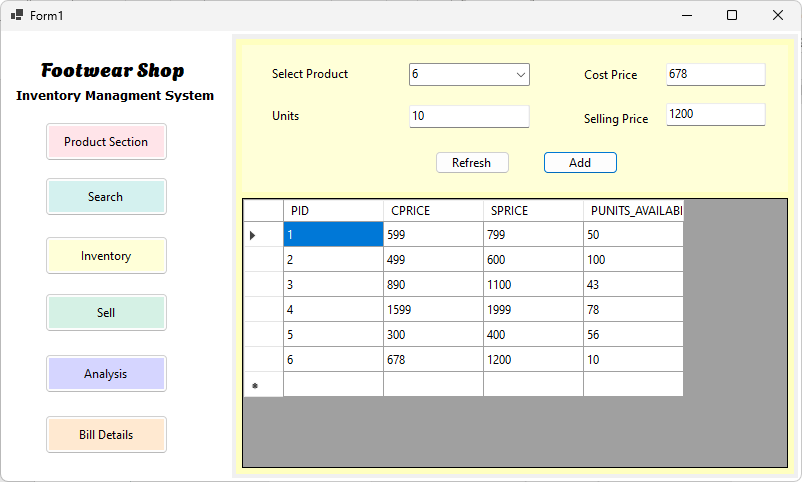 Form1
Footwear Shop
Inventory Managment System
Product Section
Search
Inventory
Sell
Analysis
Bill Details
Select Product 6 Cost Price 678
Units 10 Selling Price 1200
Refresh Add
PID CPRICE SPRICE PUNITS_AVAILABI
1 599 799 50
2 499 600 100
3 890 1100 43
4 1599 1999 78
5 300 400 56
6 678 1200 10